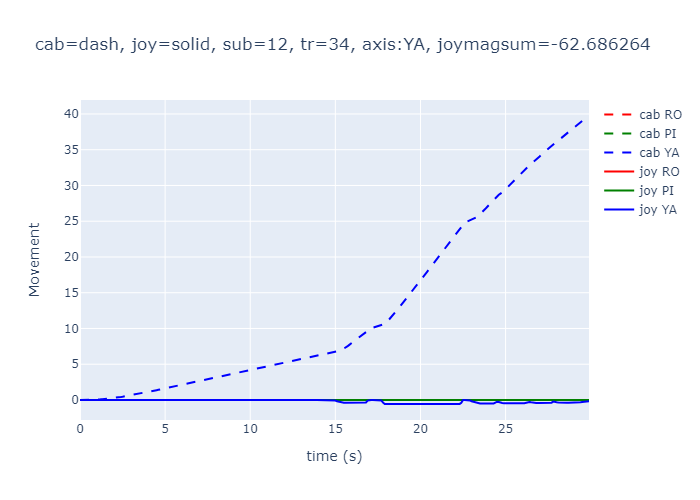 cab=dash, joy=solid, sub=12, tr=34, axis:YA, joymagsum=-62.686264
40
35
30
25
20
15
10
5
0
Movement
0 5 10 15 20 25
time (s)
cab RO
cab PI
cab YA
joy RO
joy PI
joy YA